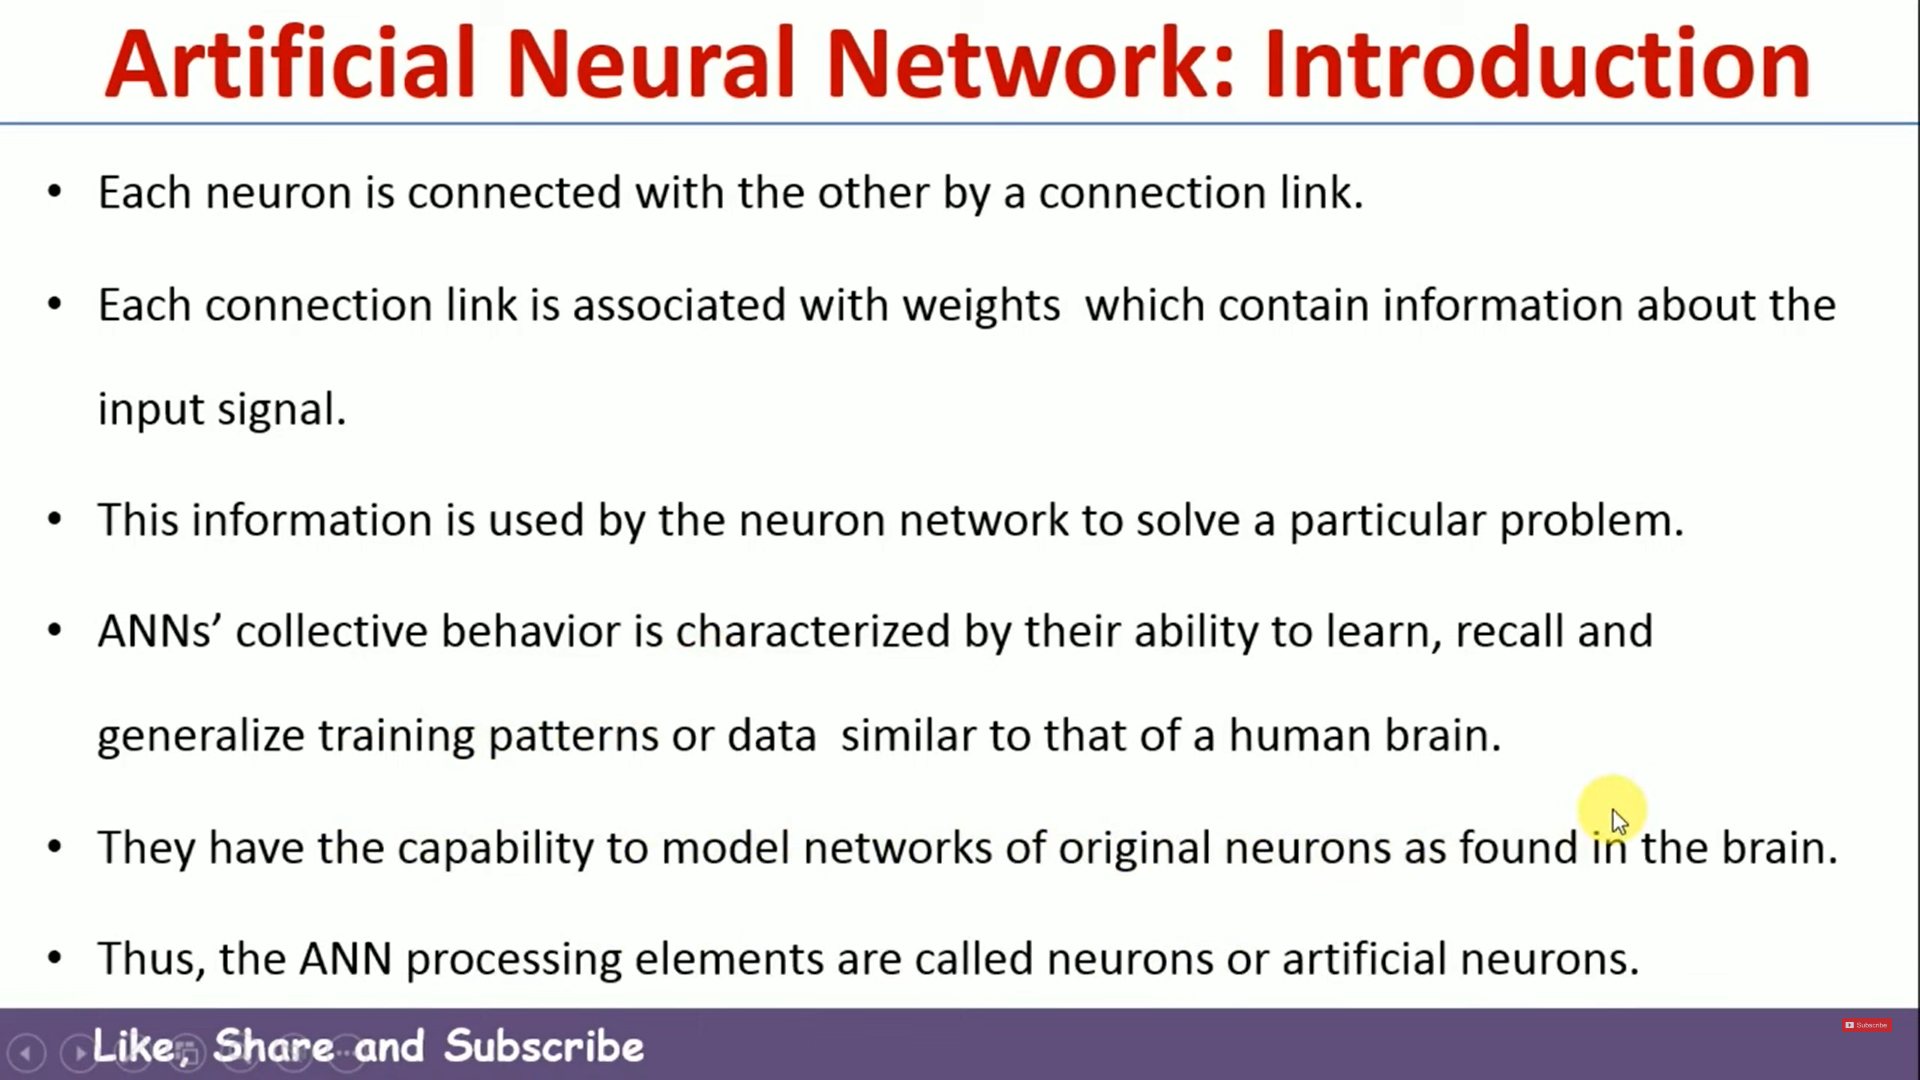 Artificial Neural Network: Introduction
• Each neuron is connected with the other by a connection link.
• Each connection link is associated with weights  which contain information about the
input signal.
• This information is used by the neuron network to solve a particular problem.
• ANNs’ collective behavior is characterized by their ability to learn, recall and
generalize training patterns or data  similar to that of a human brain.
• They have the capability to model networks of original neurons as found in the brain.
• Thus, the ANN processing elements are called neurons or artificial neurons.
Subscribe
Like, Share and Subscribe